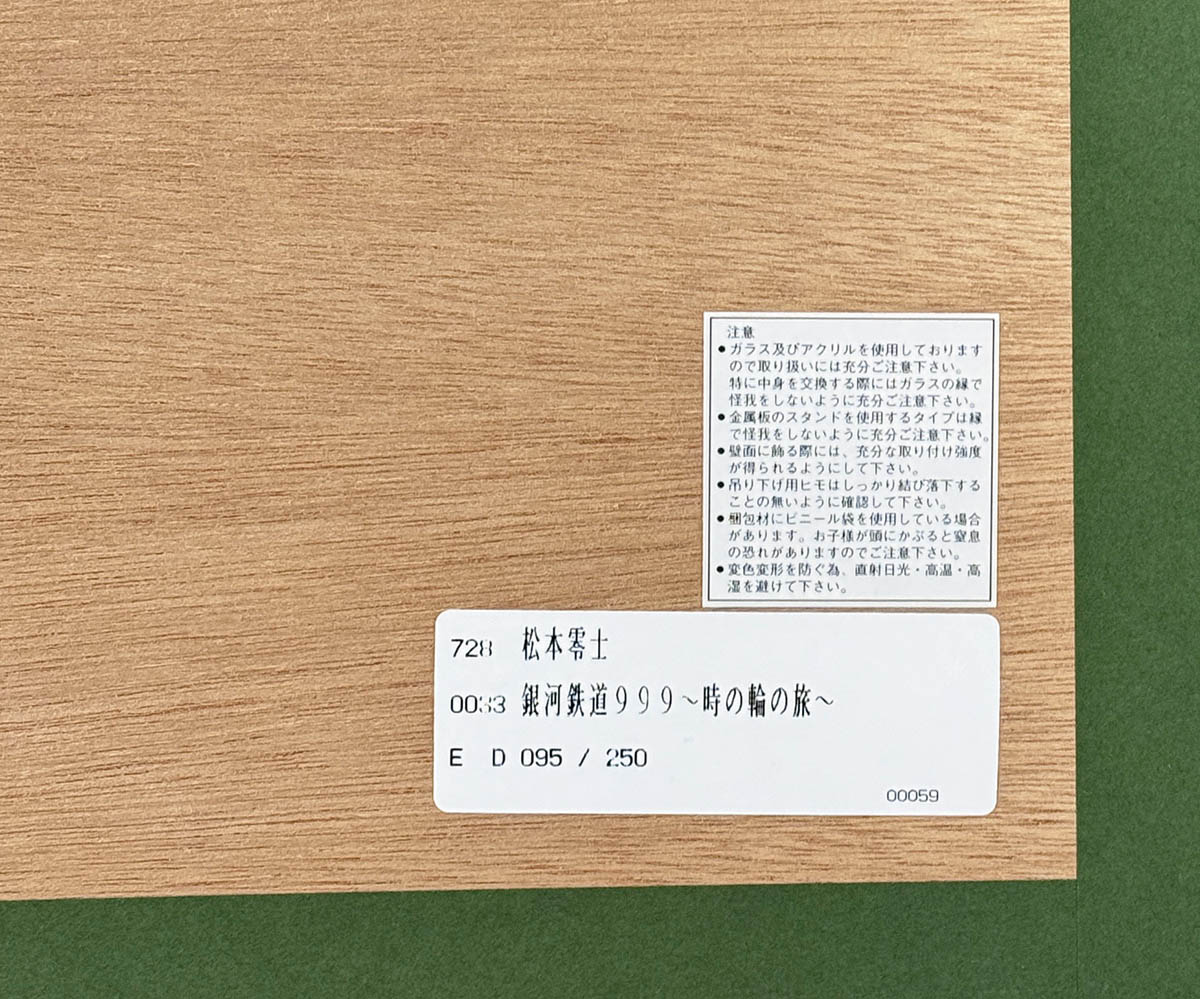 注意
●ガラス及びアクリルを使用しております
ので取り扱いには充分ご注意下さい。
特に中身を交換する際にはガラスの縁で
怪我をしないように充分ご注意下さい。
●金属板のスタンドを使用するタイプは縁
で怪我をしないように充分ご注意下さい。
●壁面に飾る際には、充分な取り付け強度
が得られるようにして下さい。
●吊り下げ用ヒモはしっかり結び落下する
ことの無いように確認して下さい。
●梱包材にビニール袋を使用している場合
があります。お子様が頭にかぶると窒息
の恐れがありますのでご注意下さい。
●変色変形を防ぐ為、直射日光・高温・高
湿を避けて下さい。
728 松本零士
0033 銀河鉄道999~時の輪の旅~
E D 095 / 250
00059